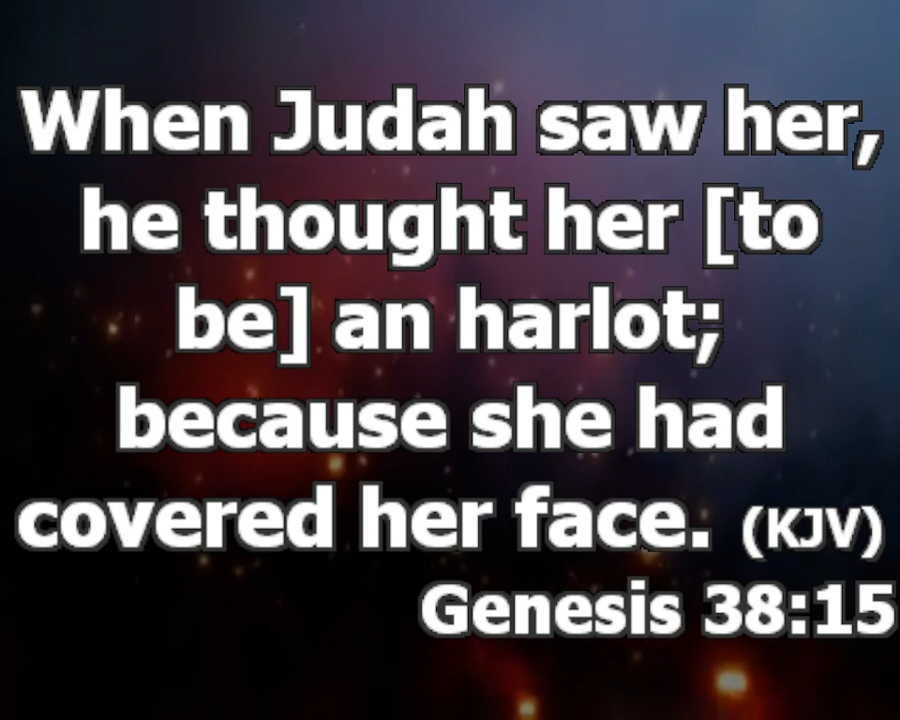 When Judah saw her,
he thought her [to
be] an harlot;
because she had
covered her face. (KJV)
Genesis 38:15